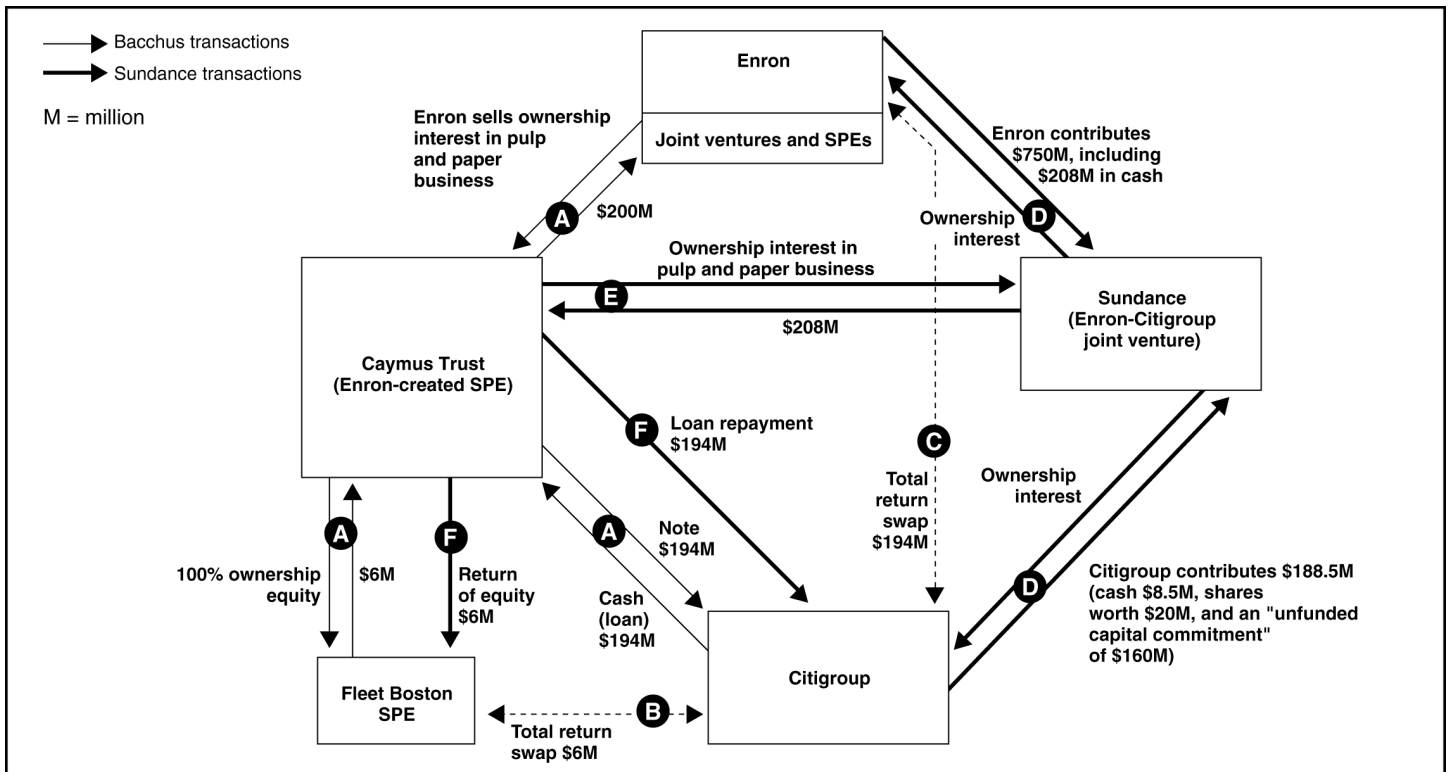 Bacchus transactions
Sundance transactions
M = million
Enron
Joint ventures and SPEs
Enron sells ownership
interest in pulp
and paper
business
A
$200M
Enron contributes
$750M, including
$208M in cash
D
Ownership
interest
Ownership interest in
pulp and paper business
E
$208M
Caymus Trust
(Enron-created SPE)
Sundance
(Enron-Citigroup
joint venture)
F
Loan repayment
$194M
C
Total
return
swap
$194M
Ownership
interest
A
Note
$194M
Cash
(loan)
$194M
A
100% ownership
equity
$6M
F
Return
of equity
$6M
D
Citigroup contributes $188.5M
(cash $8.5M, shares
worth $20M, and an "unfunded
capital commitment"
of $160M)
Fleet Boston
SPE
B
Total return
swap $6M
Citigroup